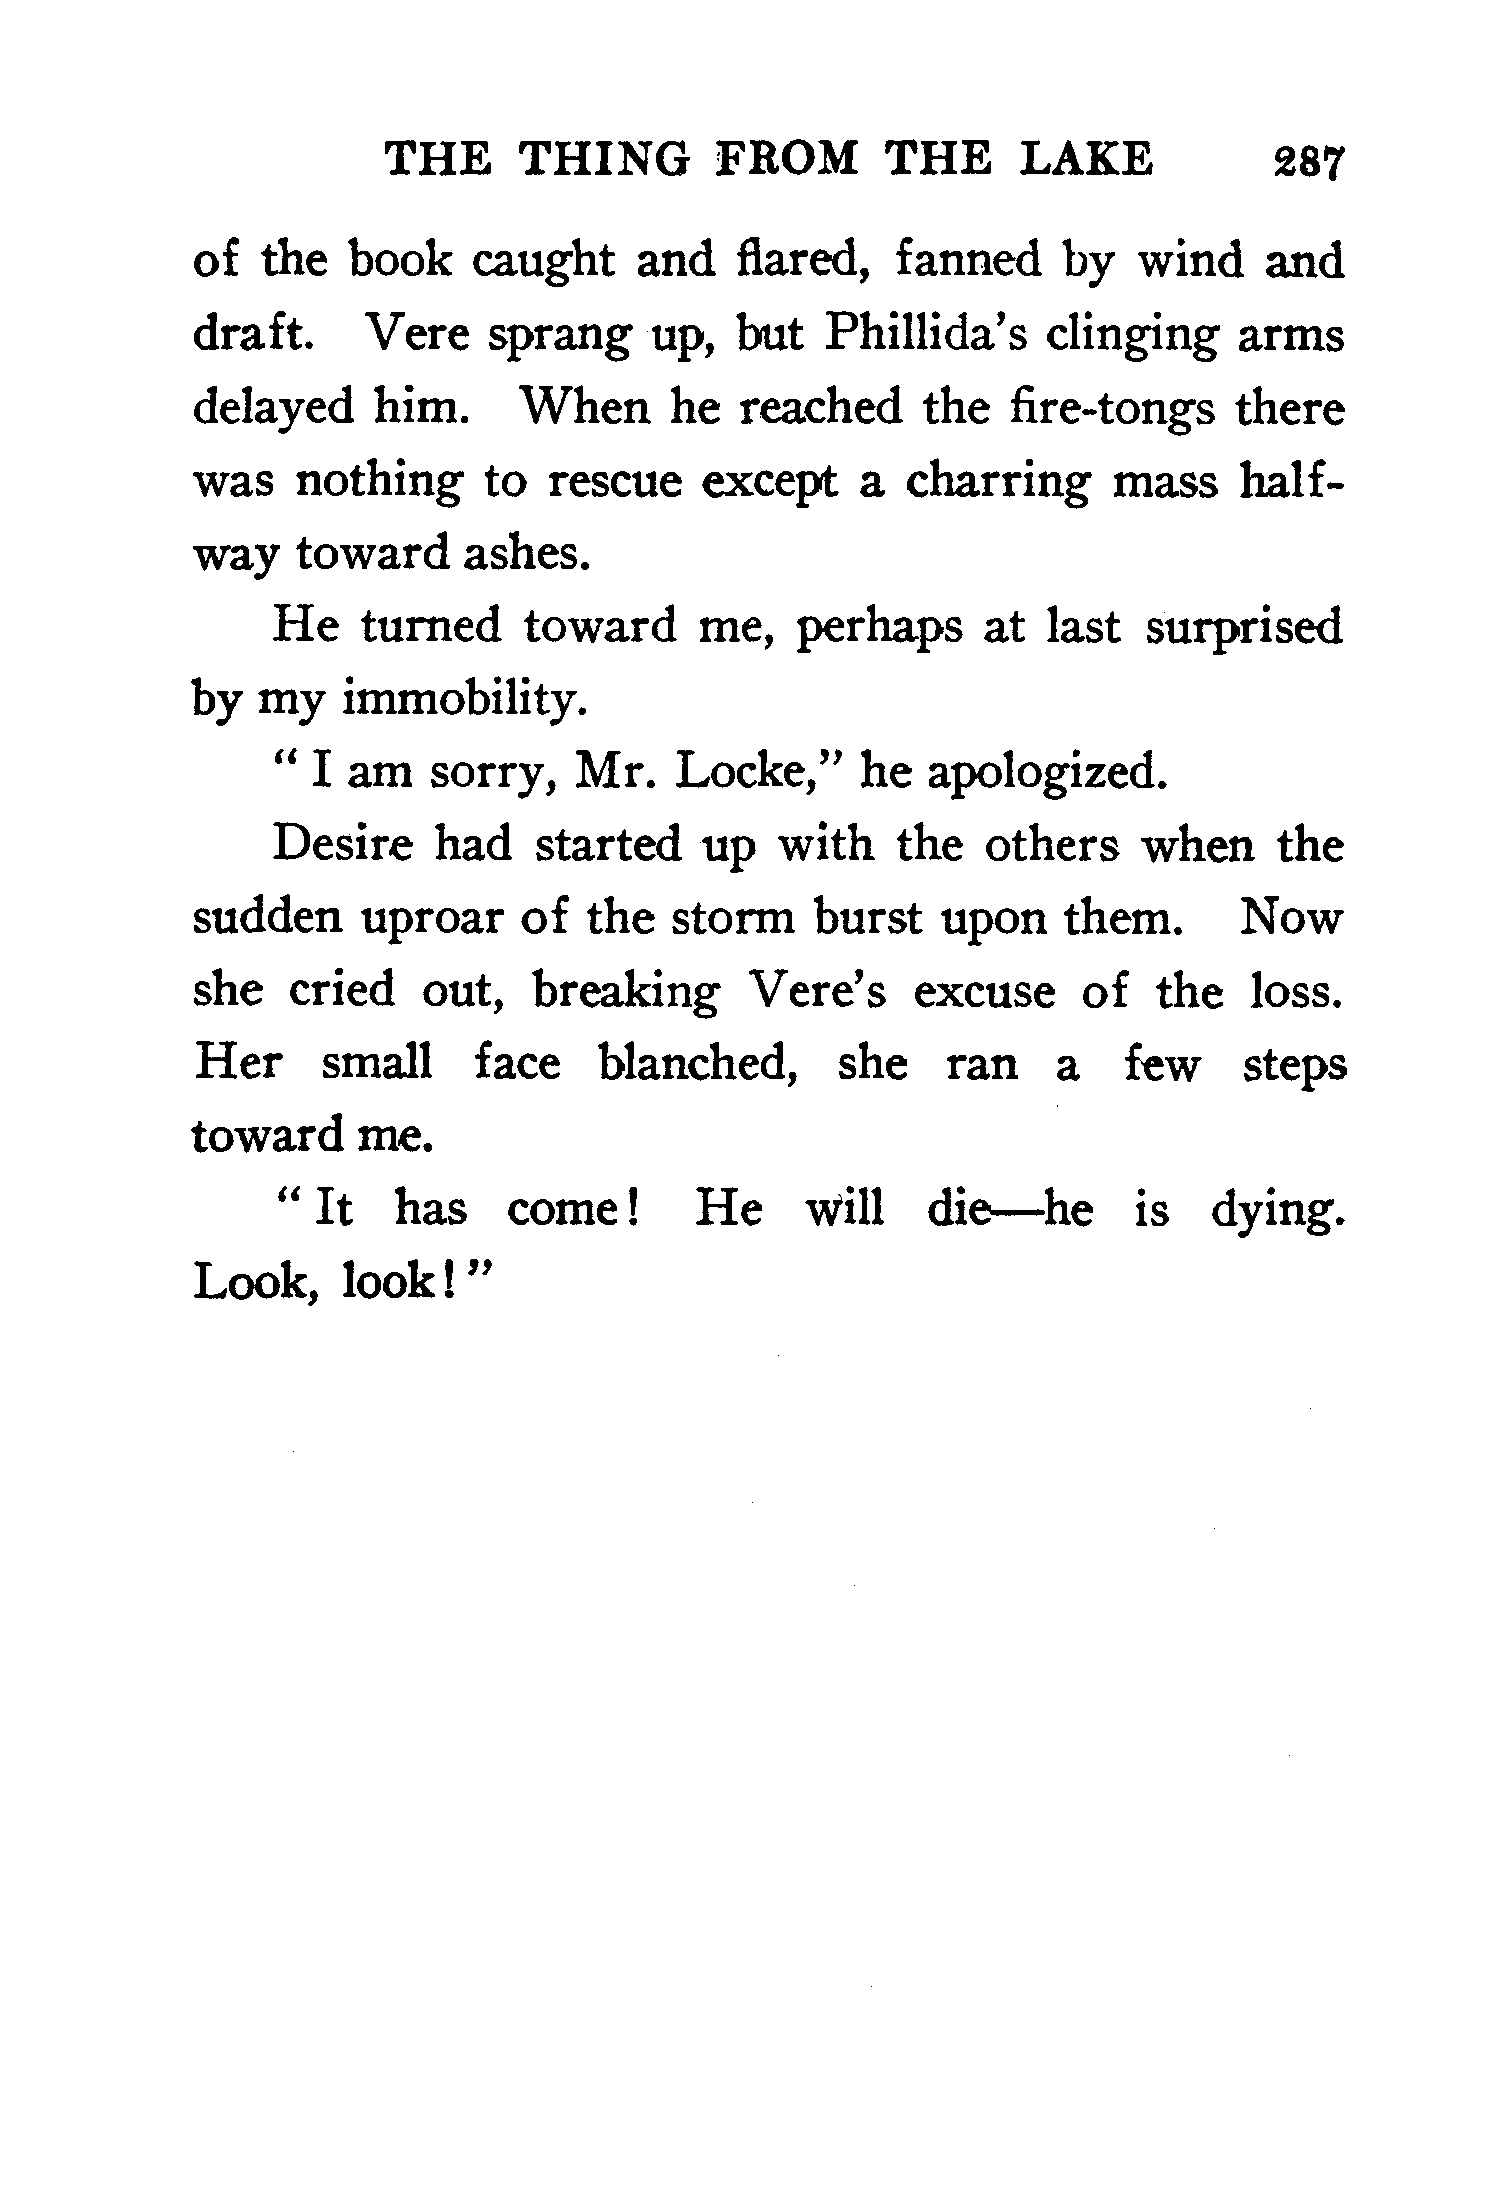 THE THING FROM THE LAKE 287
of the book caught and flared, fanned by wind and
draft. Vere sprang up, but Phillida's clinging arms
delayed him. When he reached the fire-tongs there
was nothing to rescue except a charring mass half-
way toward ashes.
He turned toward me, perhaps at last surprised
by my immobility.
“ I am sorry, Mr. Locke,” he apologized.
Desire had started up with the others when the
sudden uproar of the storm burst upon them. Now
she cried out, breaking Vere's excuse of the loss.
Her small face blanched, she ran a few steps
toward me.
“ It has come! He will die—he is dying.
Look, look! ”